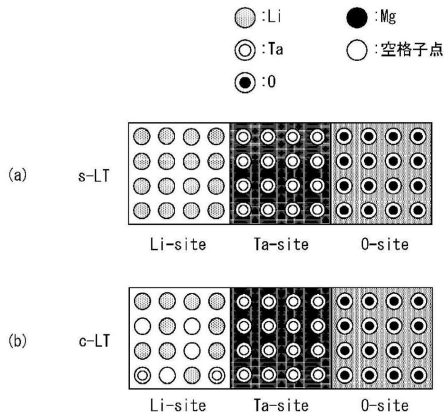 :Li :Mg
:Ta :空格子点
:O
(a) s-LT
Li-site Ta-site O-site
(b) c-LT
Li-site Ta-site O-site